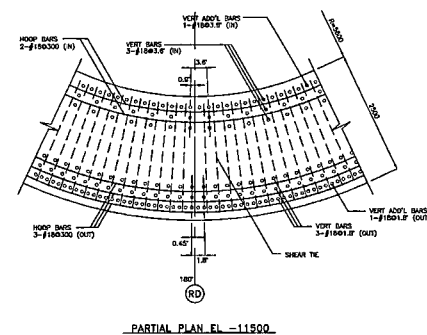 VERT ADD'L BARS
1-#18@3.6° (IN)
HOOP BARS
2-#18@300 (IN)
VERT BARS
3-#18@3.6° (IN)
R=5600
3.6°
0.9°
2500
HOOP BARS
3-#18@300 (OUT)
VERT ADD'L BARS
1-#18@1.8° (OUT
VERT BARS
3-#18@1.8° (OUT)
0.45°
1.8°
SHEAR TIE
180°
RD
PARTIAL PLAN EL -11500